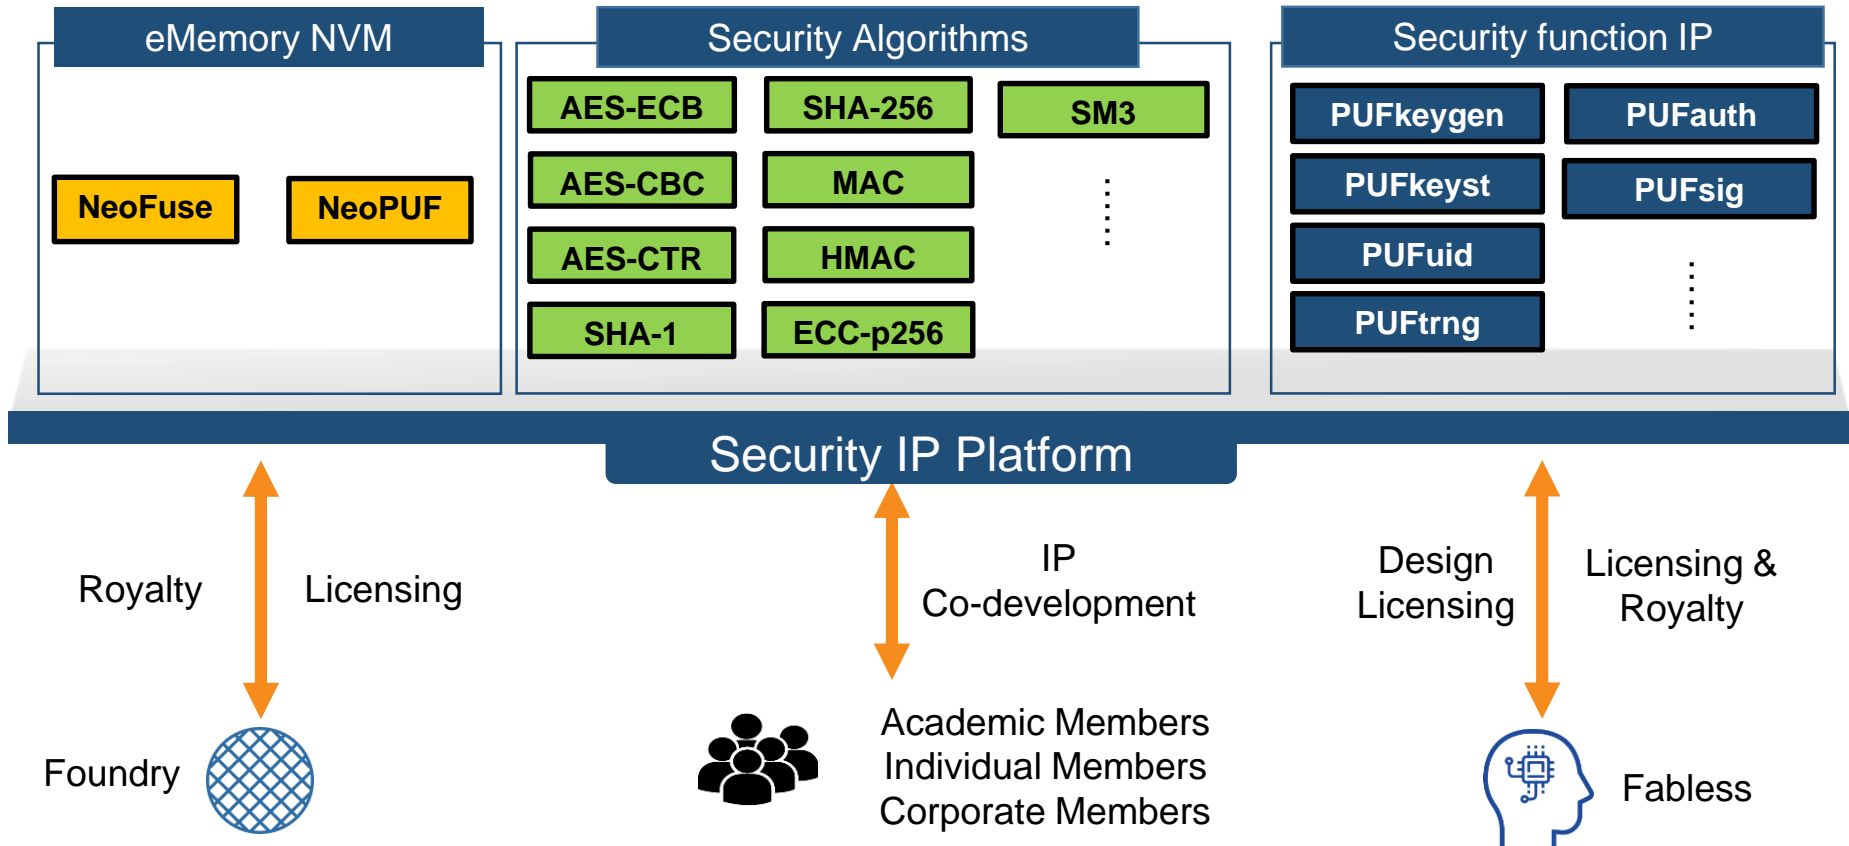 eMemory NVM
NeoFuse
NeoPUF
Security Algorithms
AES-ECB
SHA-256
SM3
AES-CBC
MAC
AES-CTR
HMAC
SHA-1
ECC-p256
Security function IP
PUFkeygen
PUFauth
PUFkeyst
PUFsig
PUFuid
PUFtrng
Security IP Platform
Royalty
Licensing
IP
Co-development
Design
Licensing
Licensing &
Royalty
Foundry
Academic Members
Individual Members
Corporate Members
Fabless